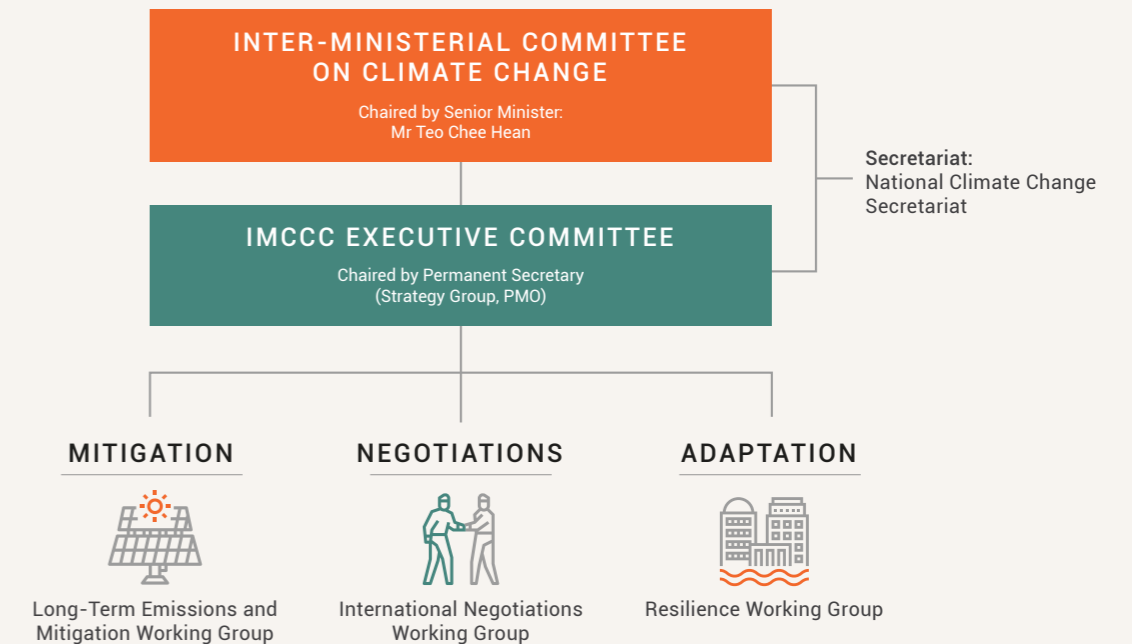 INTER-MINISTERIAL COMMITTEE
ON CLIMATE CHANGE
Chaired by Senior Minister:
Mr Teo Chee Hean
Secretariat:
National Climate Change
Secretariat
IMCCC EXECUTIVE COMMITTEE
Chaired by Permanent Secretary
(Strategy Group, PMO)
MITIGATION
Long-Term Emissions and
Mitigation Working Group
NEGOTIATIONS
International Negotiations
Working Group
ADAPTATION
Resilience Working Group